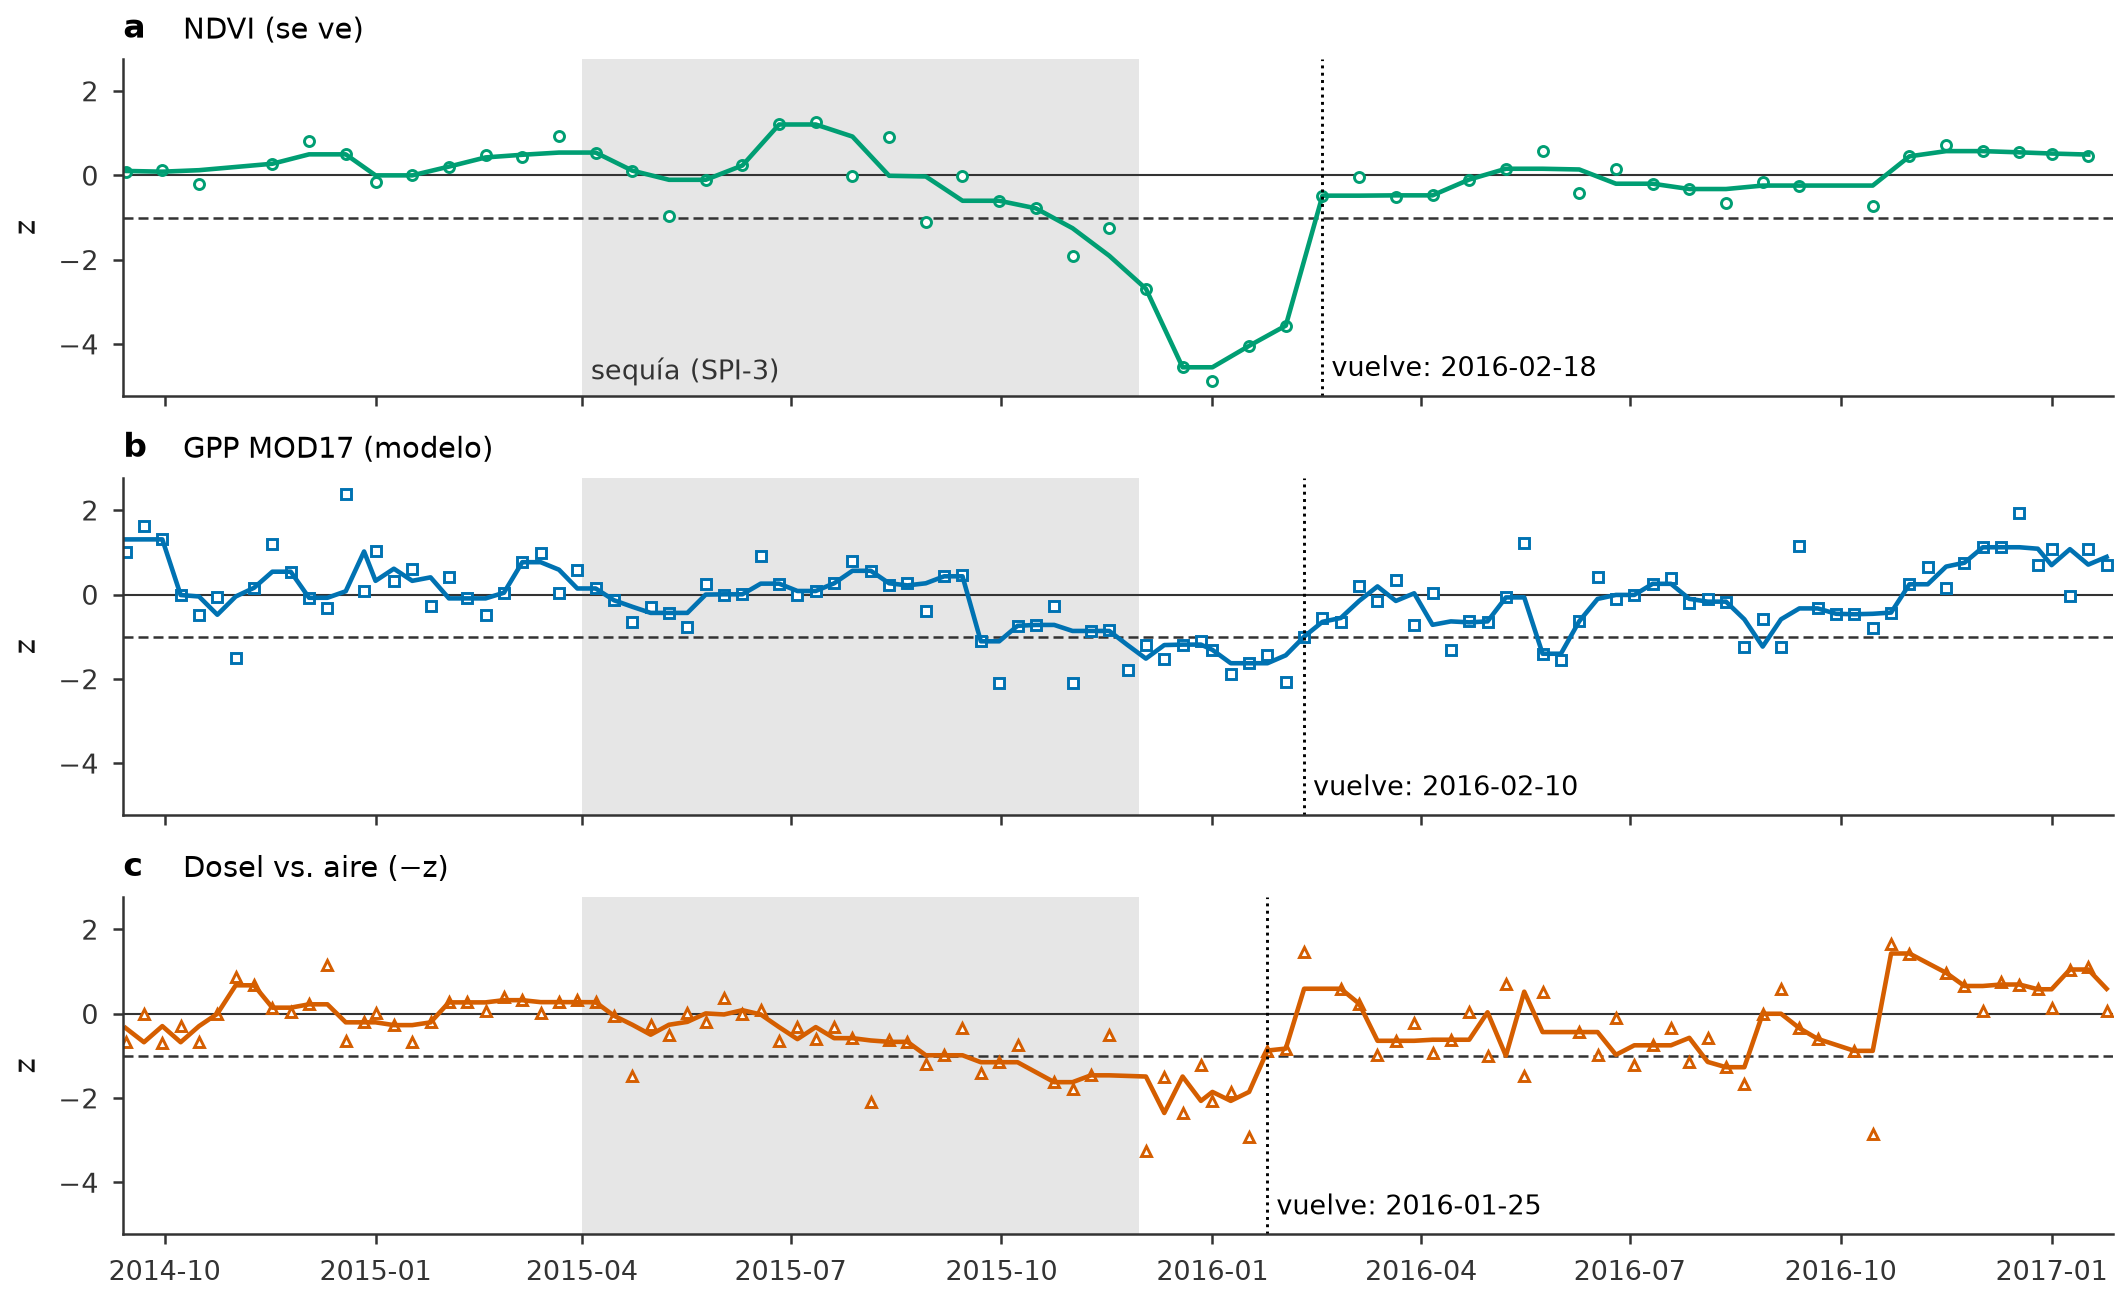 a NDVI (se ve)
2
0
−2
−4
z
sequía (SPI-3)
vuelve: 2016-02-18
b GPP MOD17 (modelo)
2
0
−2
−4
z
vuelve: 2016-02-10
c Dosel vs. aire (−z)
2
0
−2
−4
z
vuelve: 2016-01-25
2014-10 2015-01 2015-04 2015-07 2015-10 2016-01 2016-04 2016-07 2016-10 2017-01